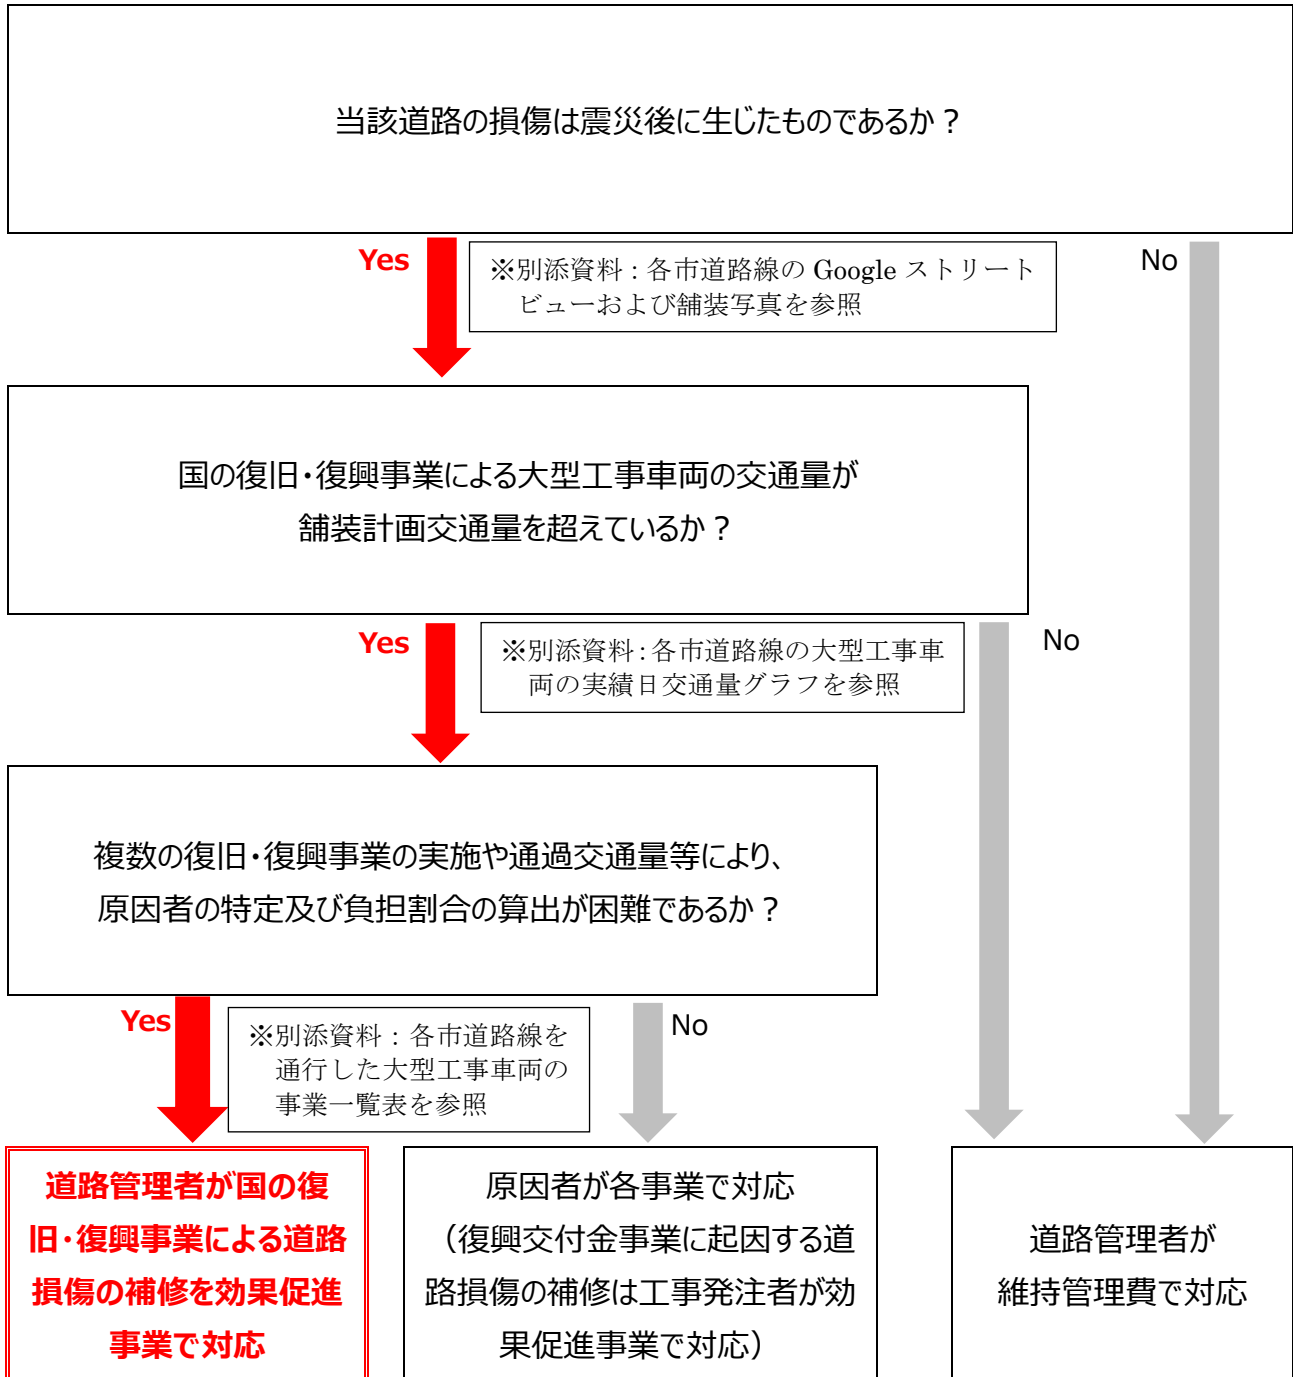 当該道路の損傷は震災後に生じたものであるか？
Yes
※別添資料：各市道路線の Google ストリート
ビューおよび舗装写真を参照
No
国の復旧・復興事業による大型工事車両の交通量が
舗装計画交通量を超えているか？
Yes
※別添資料：各市道路線の大型工事車
両の実績日交通量グラフを参照
No
複数の復旧・復興事業の実施や通過交通量等により、
原因者の特定及び負担割合の算出が困難であるか？
Yes
※別添資料：各市道路線を
通行した大型工事車両の
事業一覧表を参照
No
道路管理者が国の復
旧・復興事業による道路
損傷の補修を効果促進
事業で対応
原因者が各事業で対応
（復興交付金事業に起因する道
路損傷の補修は工事発注者が効
果促進事業で対応）
道路管理者が
維持管理費で対応